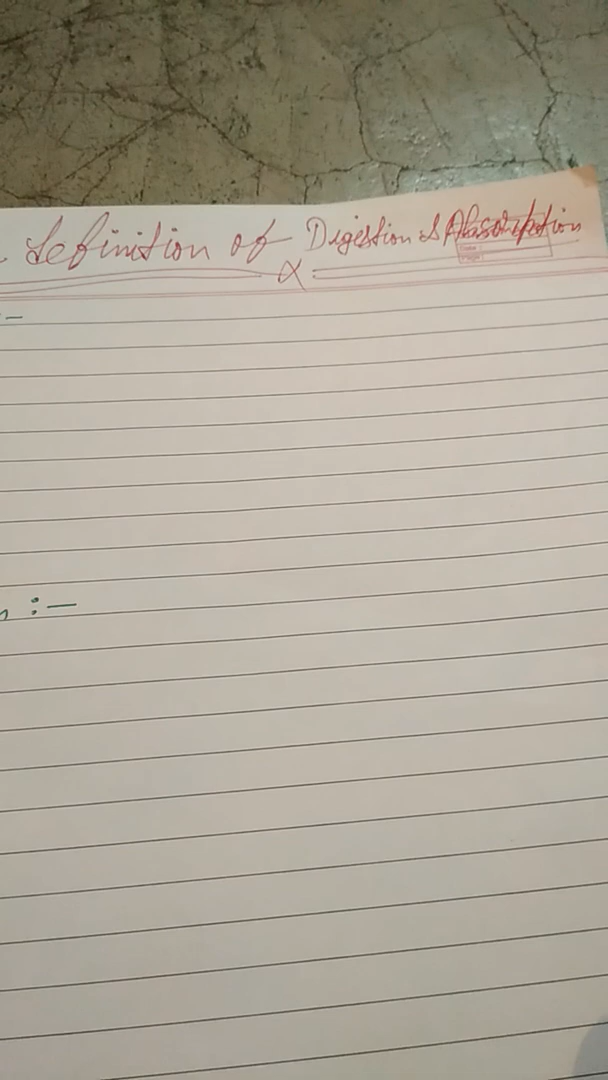 Definition of Digestion & Absorption
:-
n :-